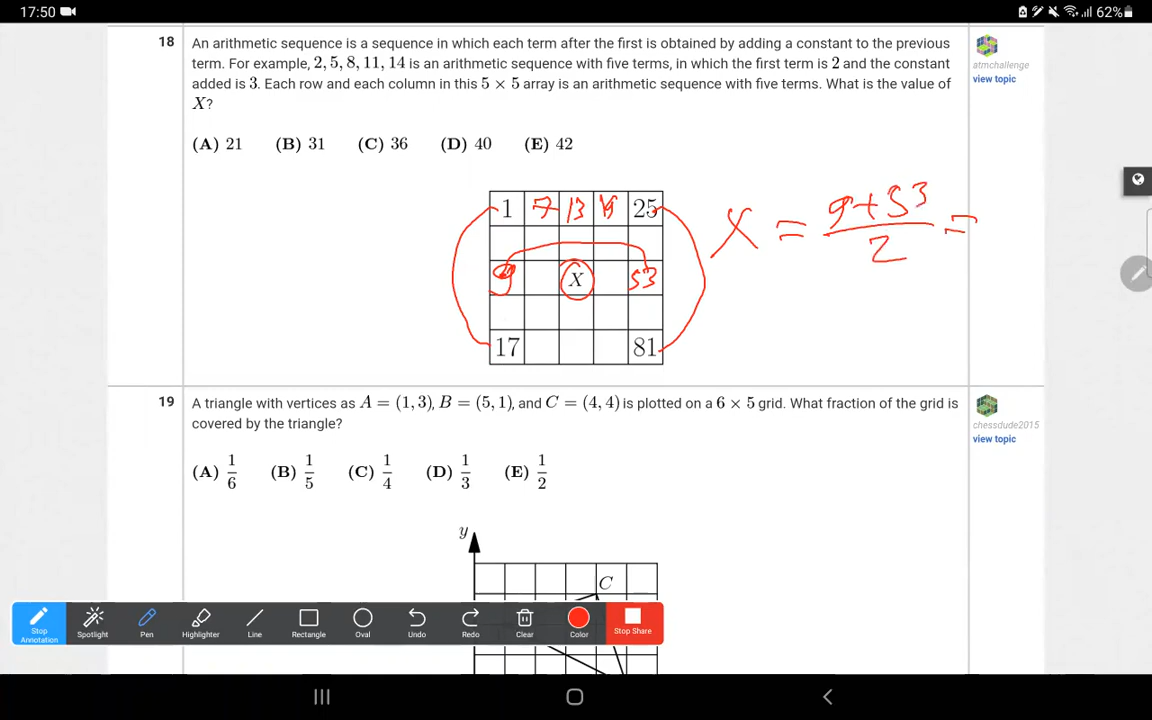 17:50 62%
18 An arithmetic sequence is a sequence in which each term after the first is obtained by adding a constant to the previous
term. For example, 2, 5, 8, 11, 14 is an arithmetic sequence with five terms, in which the first term is 2 and the constant
added is 3. Each row and each column in this 5 × 5 array is an arithmetic sequence with five terms. What is the value of
X?
atmchallenge
view topic
(A) 21 (B) 31 (C) 36 (D) 40 (E) 42
1 7 13 19 25
9 X 53
17 81
X = 9+53 / 2 =
19 A triangle with vertices as A = (1, 3), B = (5, 1), and C = (4, 4) is plotted on a 6 × 5 grid. What fraction of the grid is
covered by the triangle?
chessdude2015
view topic
(A) 1/6 (B) 1/5 (C) 1/4 (D) 1/3 (E) 1/2
y
C
Stop Annotation Spotlight Pen Highlighter Line Rectangle Oval Undo Redo Clear Color Stop Share